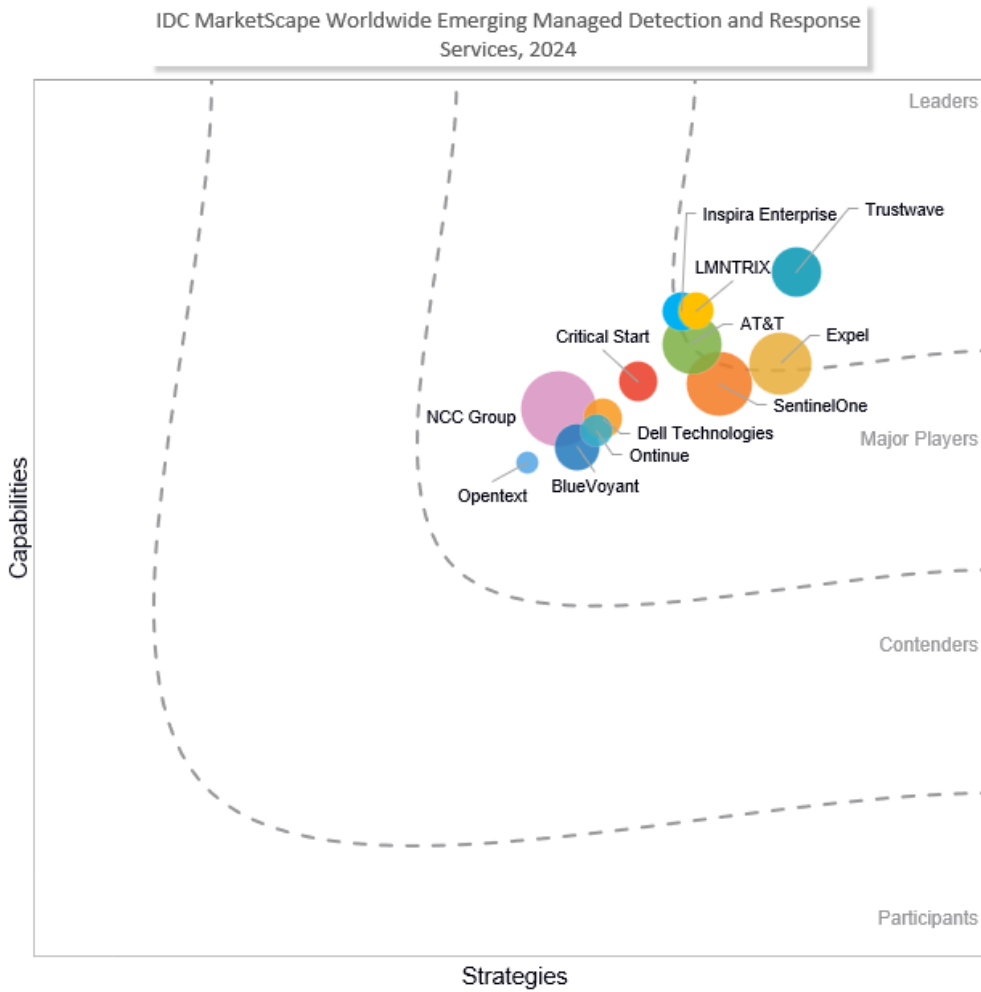 IDC MarketScape Worldwide Emerging Managed Detection and Response
Services, 2024
Leaders
Inspira Enterprise
Trustwave
LMNTRIX
AT&T
Critical Start
Expel
SentinelOne
NCC Group
Dell Technologies
Major Players
Ontinue
BlueVoyant
Opentext
Capabilities
Contenders
Participants
Strategies